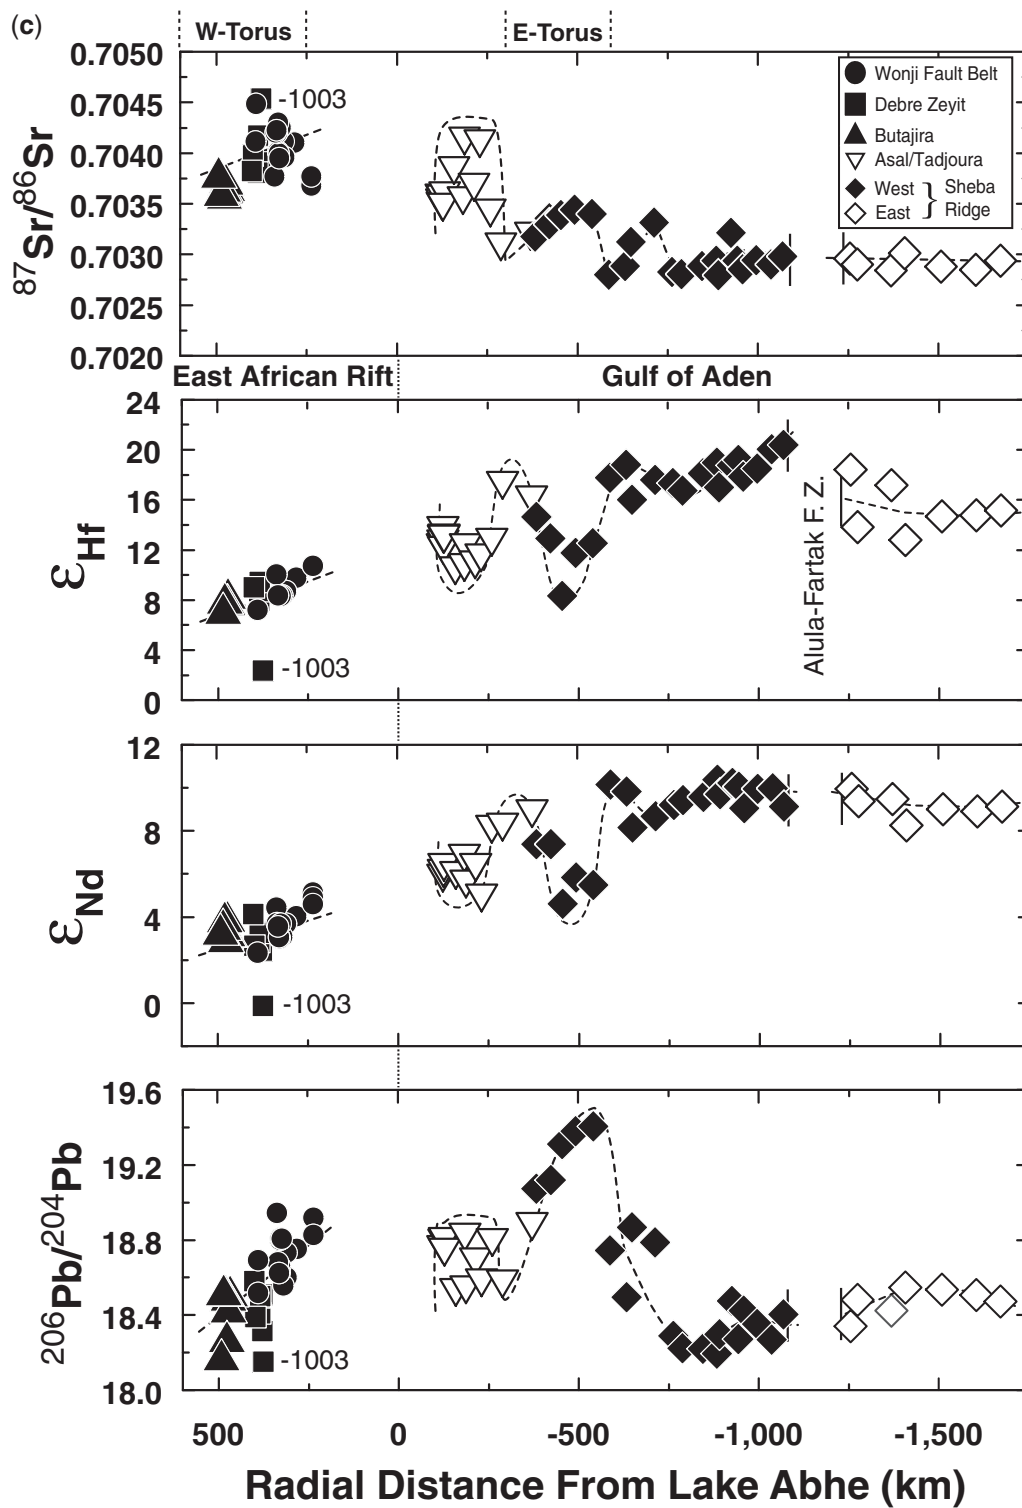 (c)
W-Torus
E-Torus
0.7050
0.7045
0.7040
0.7035
0.7030
0.7025
0.7020
87Sr/86Sr
-1003
Wonji Fault Belt
Debre Zeyit
Butajira
Asal/Tadjoura
West } Sheba
East } Ridge
East African Rift
Gulf of Aden
24
20
16
12
8
4
0
εHf
-1003
Alula-Fartak F. Z.
12
8
4
0
εNd
-1003
19.6
19.2
18.8
18.4
18.0
206Pb/204Pb
-1003
500 0 -500 -1,000 -1,500
Radial Distance From Lake Abhe (km)